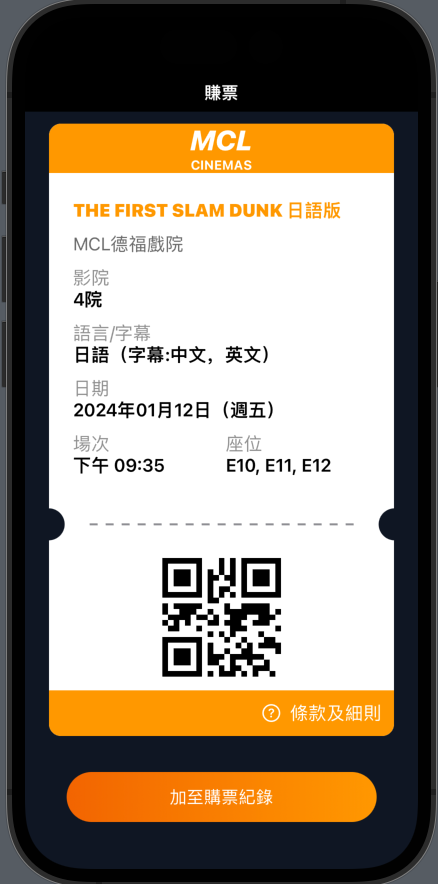 賺票
MCL
CINEMAS
THE FIRST SLAM DUNK 日語版
MCL德福戲院
影院
4院
語言/字幕
日語（字幕:中文，英文）
日期
2024年01月12日（週五）
場次
座位
下午 09:35
E10, E11, E12
? 條款及細則
加至購票紀錄